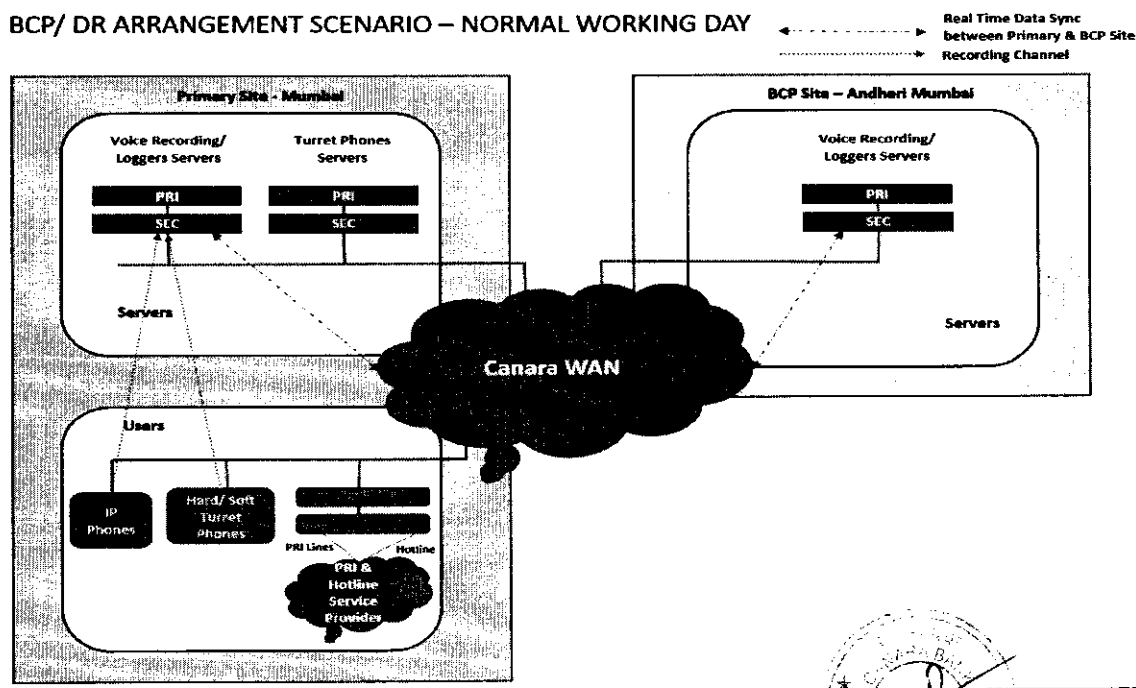 BCP/ DR ARRANGEMENT SCENARIO – NORMAL WORKING DAY
Real Time Data Sync
between Primary & BCP Site
Recording Channel
Primary Site - Mumbai
Voice Recording/
Loggers Servers
PRI
SEC
Turret Phones
Servers
PRI
SEC
Servers
BCP Site – Andheri Mumbai
Voice Recording/
Loggers Servers
PRI
SEC
Servers
Canara WAN
Users
IP
Phones
Hard/ Soft
Turret
Phones
PRI Lines
Hotline
PRI &
Hotline
Service
Provider
CANARA BANK